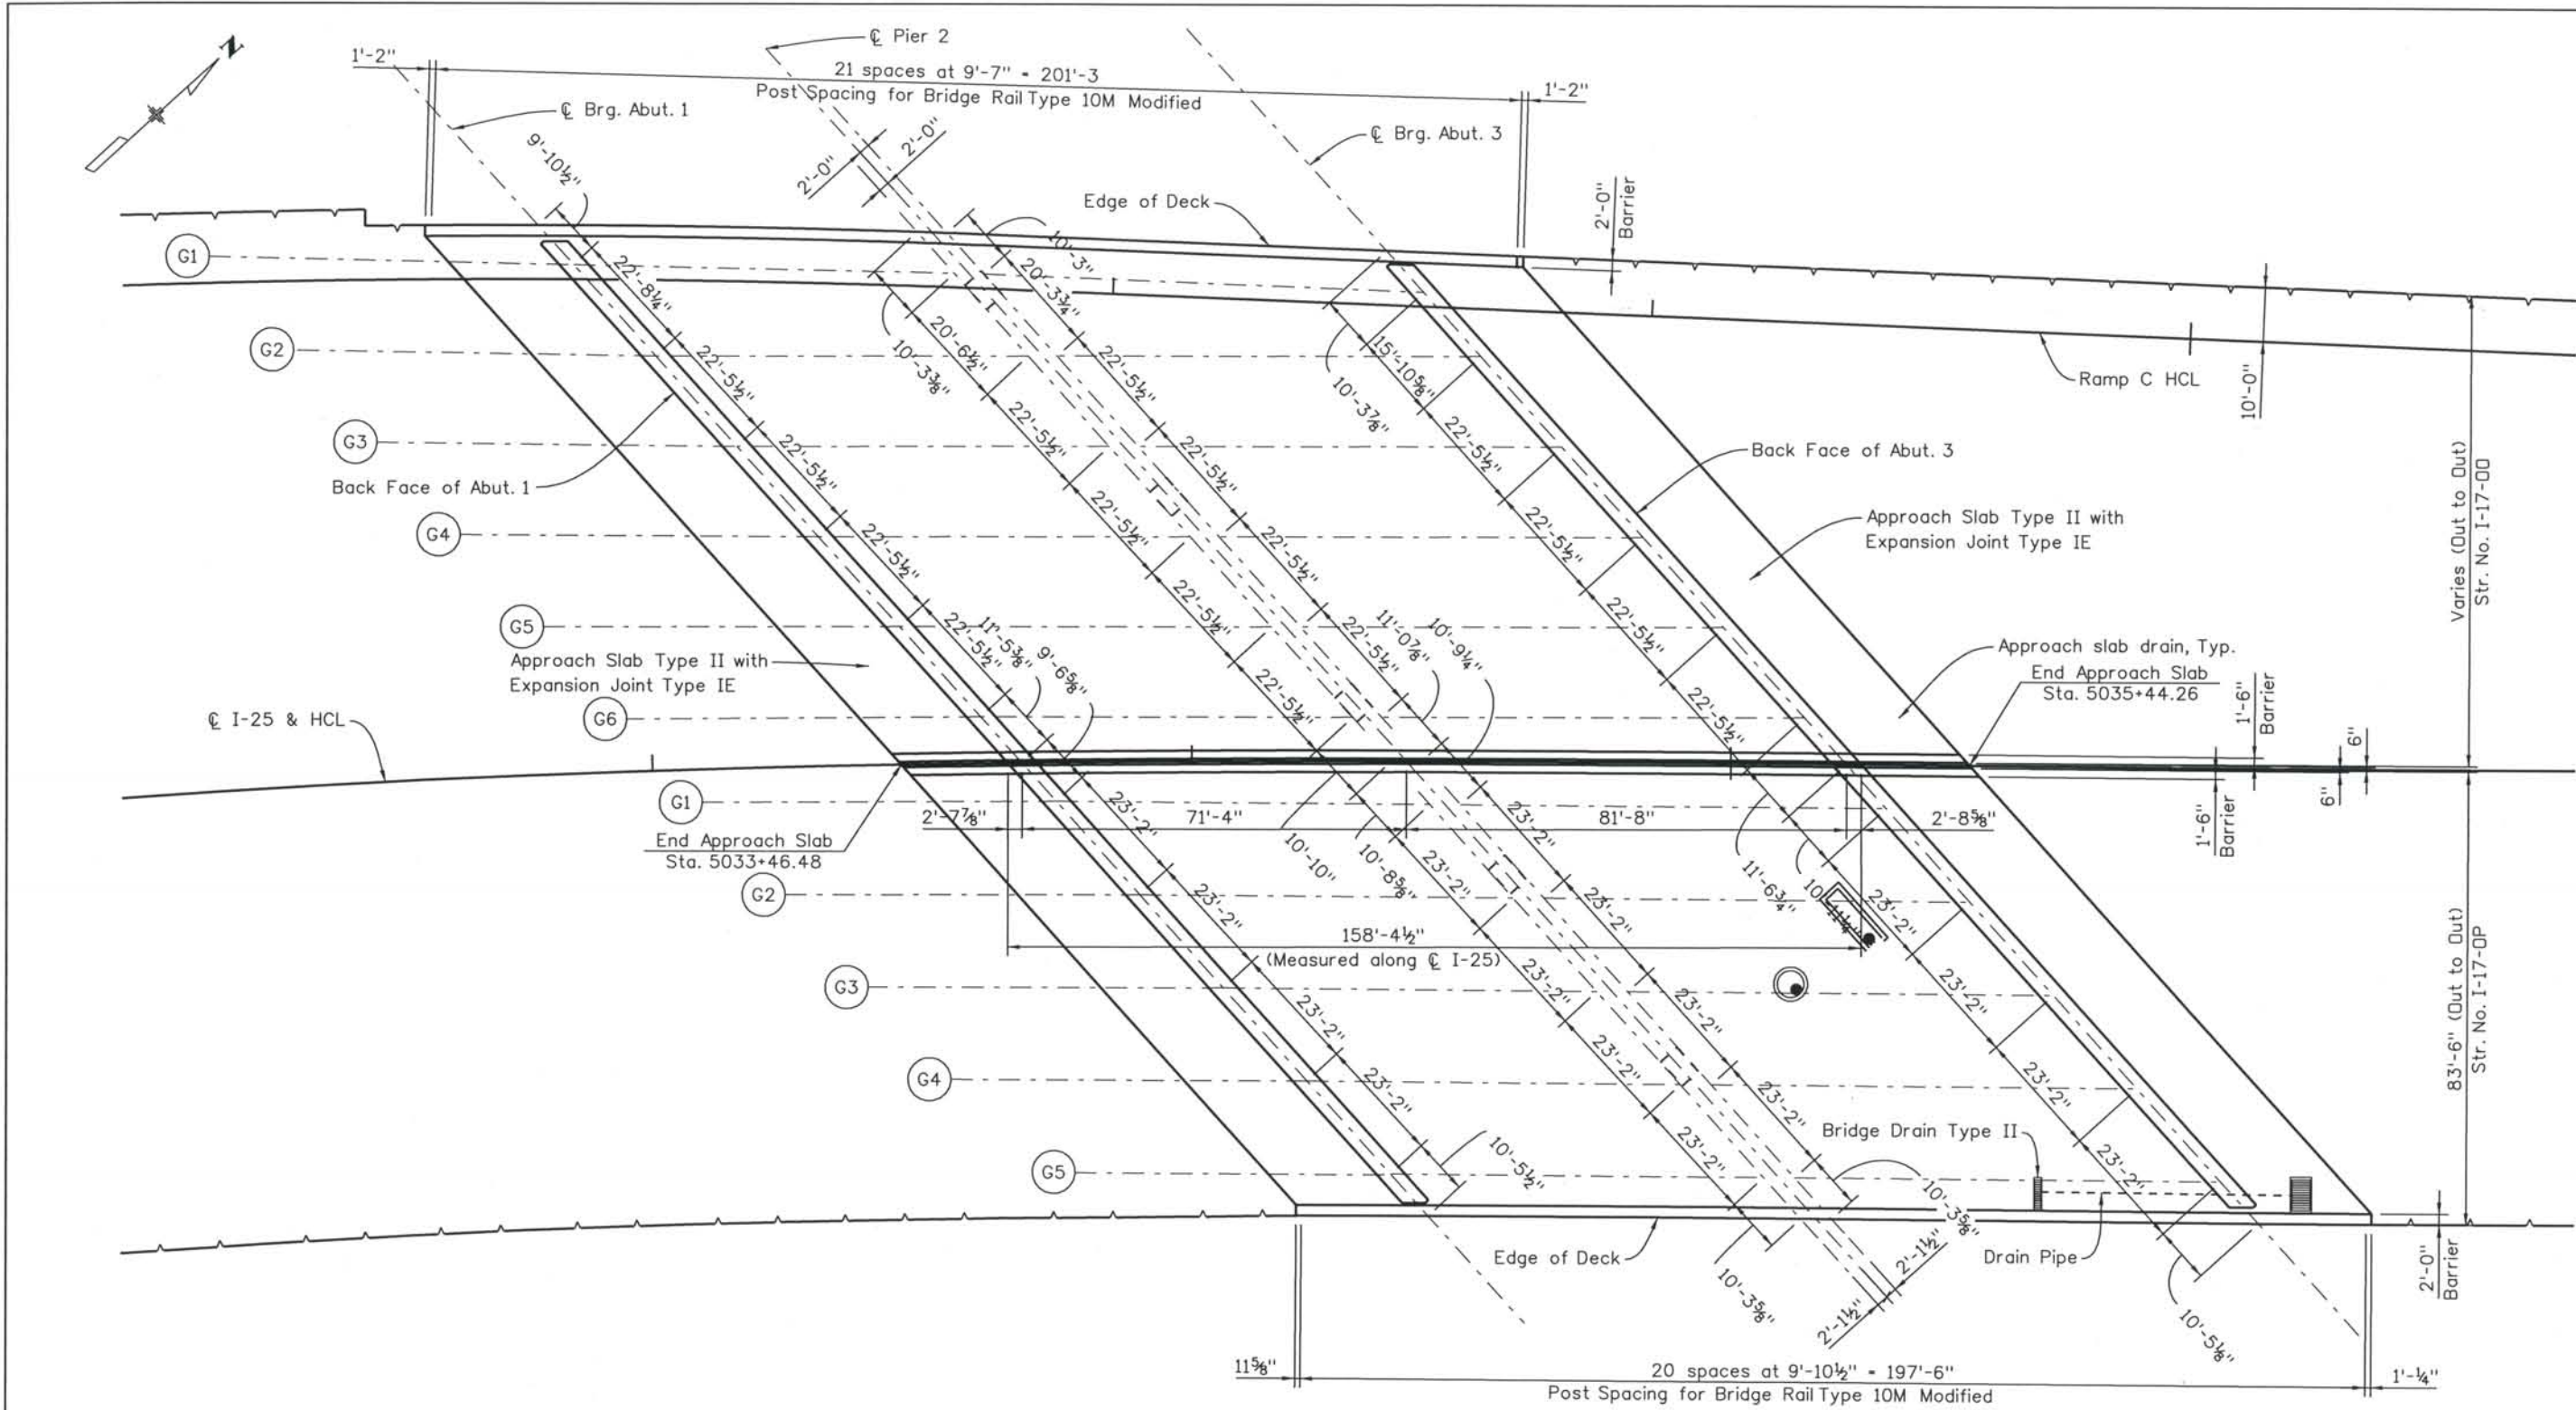 N
1'-2"
℄ Pier 2
21 spaces at 9'-7" = 201'-3
Post Spacing for Bridge Rail Type 10M Modified
1'-2"
℄ Brg. Abut. 1
℄ Brg. Abut. 3
9'-10½"
2'-0"
2'-0"
Edge of Deck
2'-0"
Barrier
G1
22'-8¼"
10'-3"
20'-3¾"
10'-3⅜"
20'-6½"
15'-10⅝"
10'-3⅞"
Ramp C HCL
10'-0"
G2
22'-5½"
22'-5½"
22'-5½"
22'-5½"
G3
22'-5½"
22'-5½"
22'-5½"
22'-5½"
Back Face of Abut. 1
Back Face of Abut. 3
Varies (Out to Out)
Str. No. I-17-OO
G4
22'-5½"
22'-5½"
22'-5½"
22'-5½"
Approach Slab Type II with
Expansion Joint Type IE
G5
22'-5½"
11'-5⅜"
9'-6⅝"
22'-5½"
22'-5½"
11'-0⅞"
10'-9¼"
22'-5½"
Approach Slab Type II with
Expansion Joint Type IE
Approach slab drain, Typ.
End Approach Slab
Sta. 5035+44.26
1'-6"
Barrier
6"
G6
℄ I-25 & HCL
6"
1'-6"
Barrier
G1
End Approach Slab
Sta. 5033+46.48
2'-7⅞"
71'-4"
81'-8"
2'-8⅝"
23'-2"
10'-10"
10'-8⅝"
23'-2"
11'-6¾"
G2
23'-2"
23'-2"
23'-2"
23'-2"
158'-4½"
(Measured along ℄ I-25)
G3
23'-2"
23'-2"
23'-2"
23'-2"
83'-6" (Out to Out)
Str. No. I-17-OP
G4
23'-2"
23'-2"
23'-2"
23'-2"
Bridge Drain Type II
G5
10'-5½"
23'-2"
10'-3⅝"
23'-2"
Edge of Deck
10'-3⅝"
2'-1½"
2'-1½"
Drain Pipe
10'-5⅛"
2'-0"
Barrier
11⅝"
20 spaces at 9'-10½" = 197'-6"
Post Spacing for Bridge Rail Type 10M Modified
1'-¼"